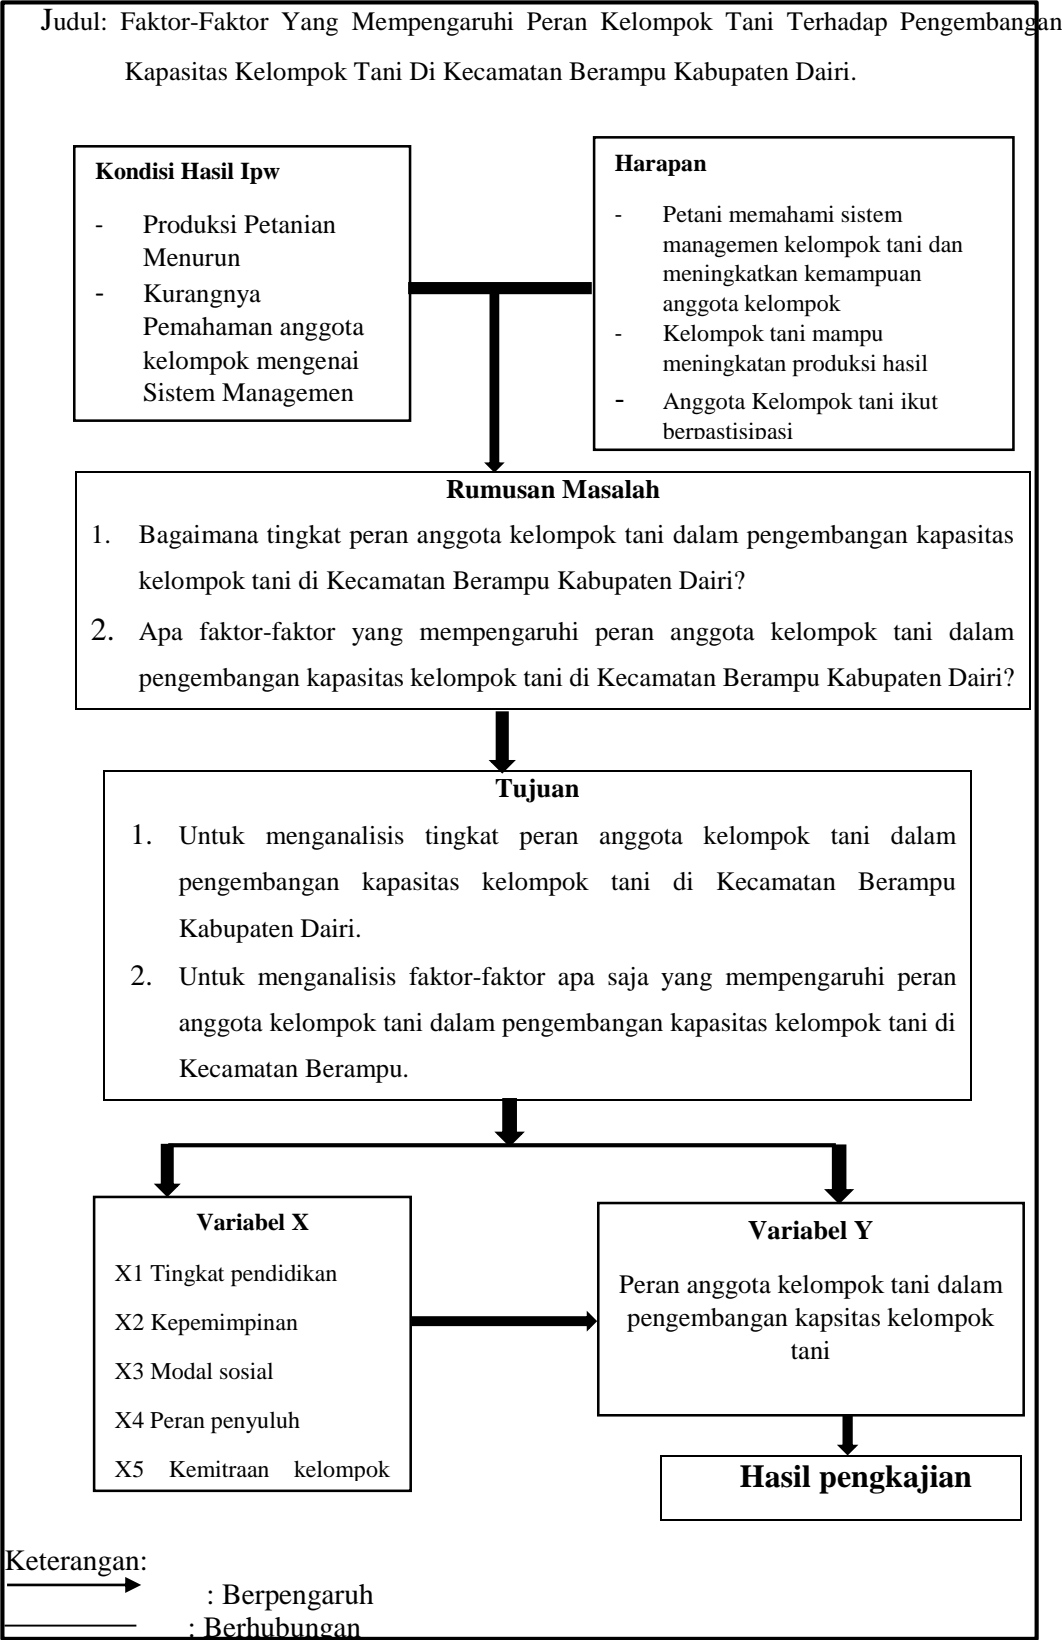 Judul: Faktor-Faktor Yang Mempengaruhi Peran Kelompok Tani Terhadap Pengembangan
Kapasitas Kelompok Tani Di Kecamatan Berampu Kabupaten Dairi.
Kondisi Hasil Ipw
- Produksi Petanian
Menurun
- Kurangnya
Pemahaman anggota
kelompok mengenai
Sistem Managemen
Harapan
- Petani memahami sistem
managemen kelompok tani dan
meningkatkan kemampuan
anggota kelompok
- Kelompok tani mampu
meningkatan produksi hasil
- Anggota Kelompok tani ikut
berpastisipasi
Rumusan Masalah
1. Bagaimana tingkat peran anggota kelompok tani dalam pengembangan kapasitas
kelompok tani di Kecamatan Berampu Kabupaten Dairi?
2. Apa faktor-faktor yang mempengaruhi peran anggota kelompok tani dalam
pengembangan kapasitas kelompok tani di Kecamatan Berampu Kabupaten Dairi?
Tujuan
1. Untuk menganalisis tingkat peran anggota kelompok tani dalam
pengembangan kapasitas kelompok tani di Kecamatan Berampu
Kabupaten Dairi.
2. Untuk menganalisis faktor-faktor apa saja yang mempengaruhi peran
anggota kelompok tani dalam pengembangan kapasitas kelompok tani di
Kecamatan Berampu.
Variabel X
X1 Tingkat pendidikan
X2 Kepemimpinan
X3 Modal sosial
X4 Peran penyuluh
X5 Kemitraan kelompok
Variabel Y
Peran anggota kelompok tani dalam
pengembangan kapsitas kelompok
tani
Hasil pengkajian
Keterangan:
: Berpengaruh
: Berhubungan